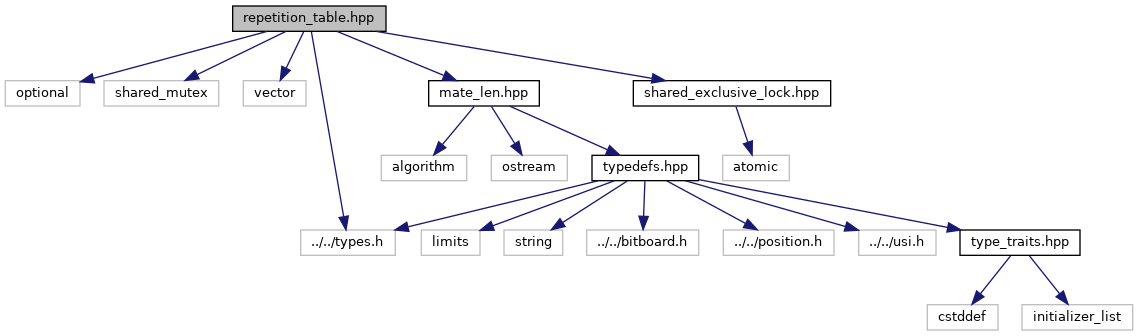 repetition_table.hpp
optional
shared_mutex
vector
mate_len.hpp
shared_exclusive_lock.hpp
algorithm
ostream
typedefs.hpp
atomic
../../types.h
limits
string
../../bitboard.h
../../position.h
../../usi.h
type_traits.hpp
cstddef
initializer_list